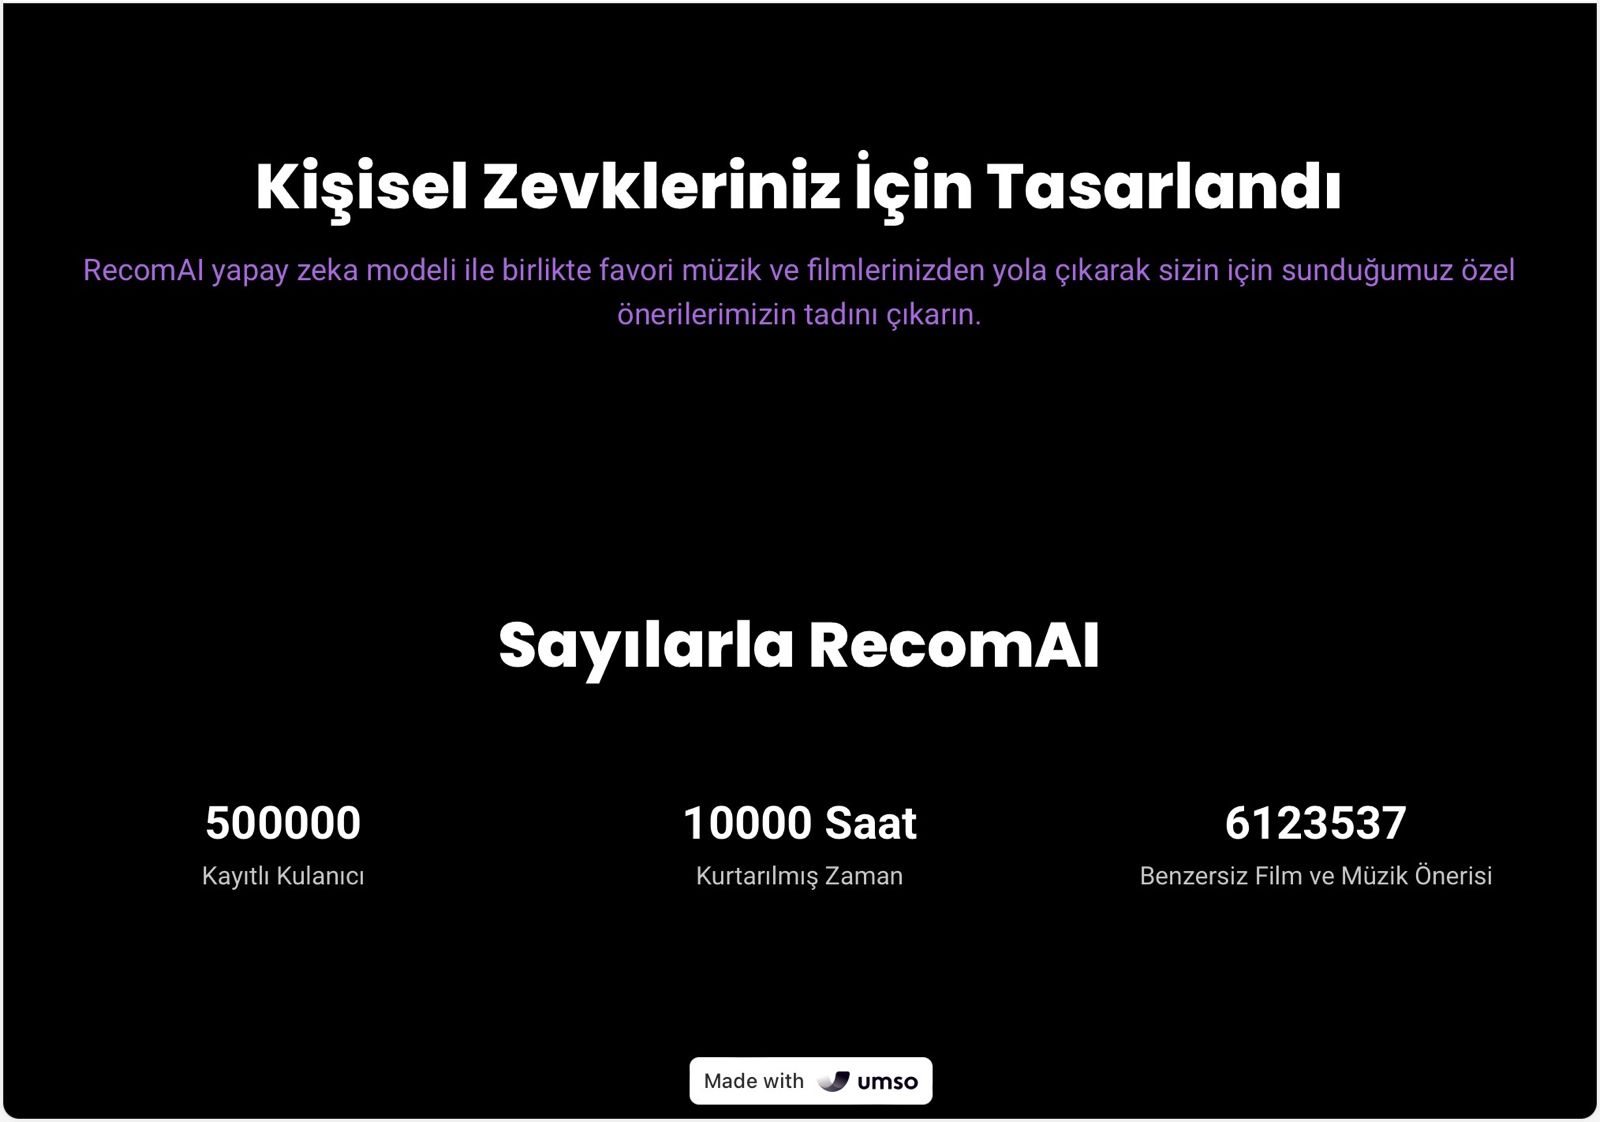 Kişisel Zevkleriniz İçin Tasarlandı
RecomAI yapay zeka modeli ile birlikte favori müzik ve filmlerinizden yola çıkarak sizin için sunduğumuz özel
önerilerimizin tadını çıkarın.
Sayılarla RecomAI
500000
Kayıtlı Kulanıcı
10000 Saat
Kurtarılmış Zaman
6123537
Benzersiz Film ve Müzik Önerisi
Made with umso